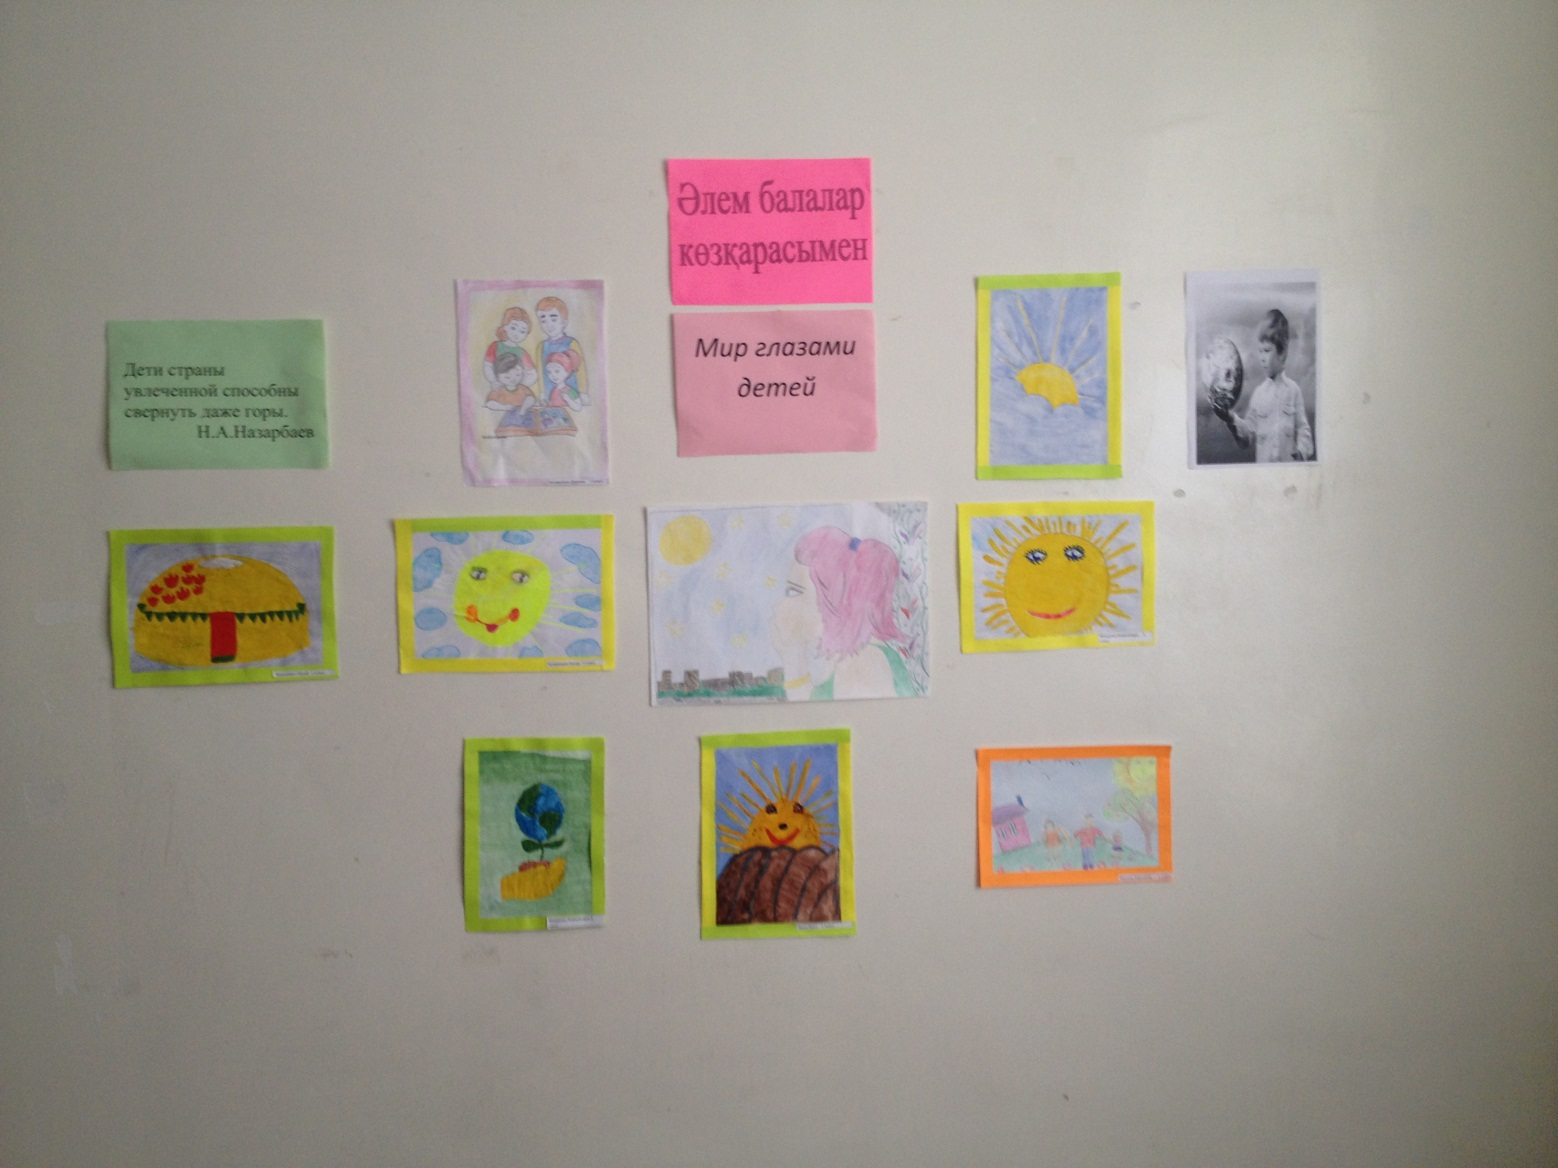 Әлем балалар
көзқарасымен
Мир глазами
детей
Дети страны
увлеченной способны
свернуть даже горы.
Н.А.Назарбаев